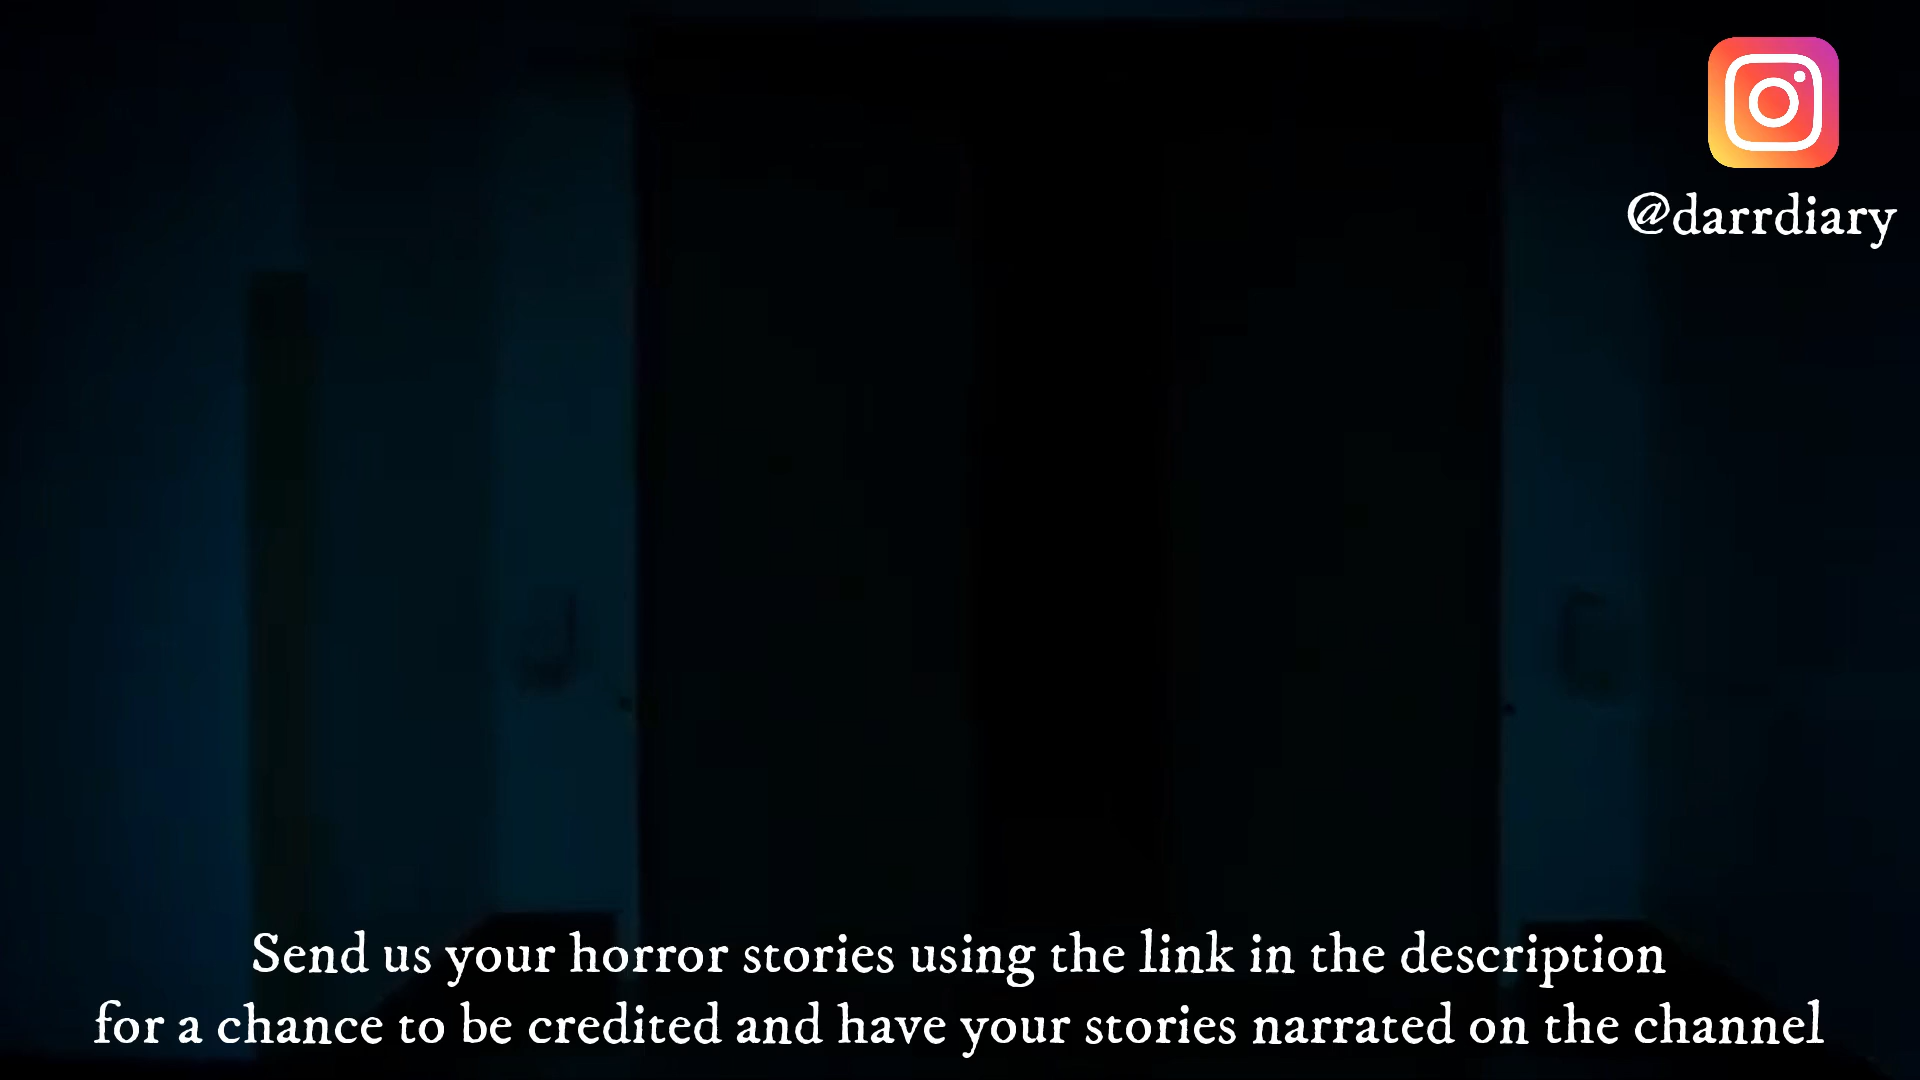 @darrdiary
Send us your horror stories using the link in the description
for a chance to be credited and have your stories narrated on the channel